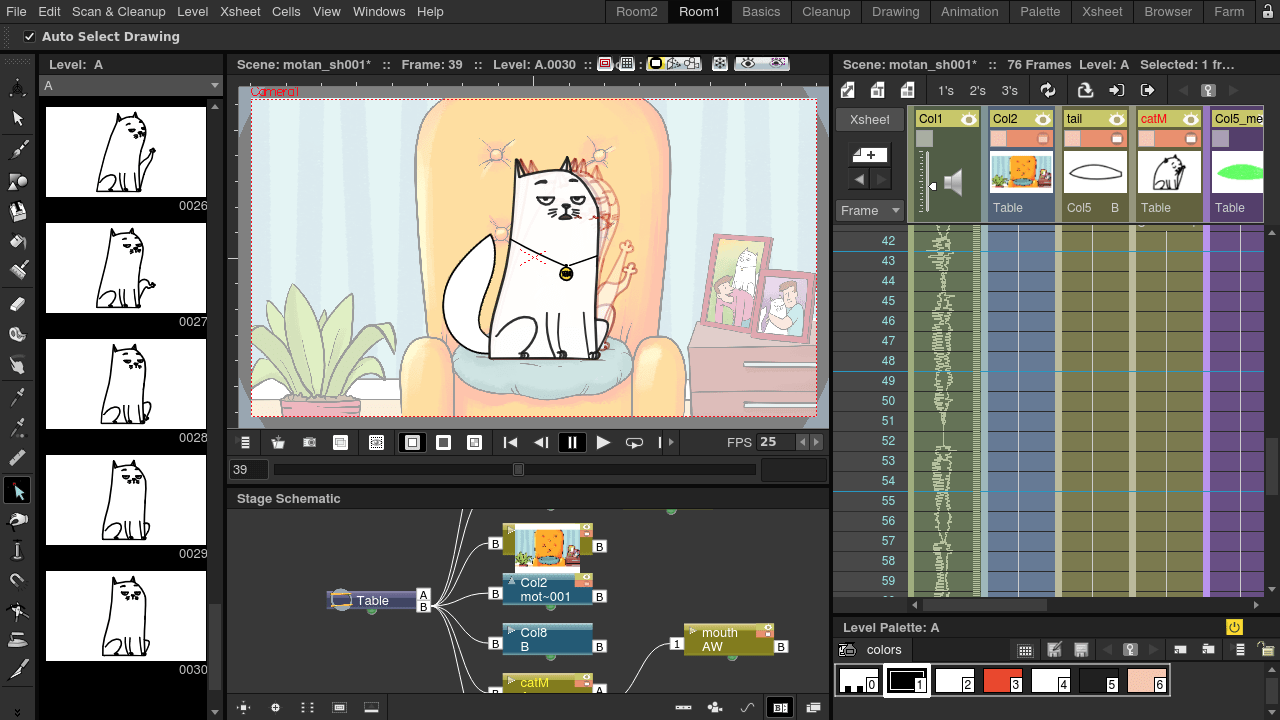 File Edit Scan & Cleanup Level Xsheet Cells View Windows Help Room2 Room1 Basics Cleanup Drawing Animation Palette Xsheet Browser Farm
Auto Select Drawing
Level: A
A
0026
0027
0028
0029
0030
Scene: motan_sh001* :: Frame: 39 :: Level: A.0030 ::
Camera1
FPS 25
39
Stage Schematic
Table
A
B
B
B
B
Col2
mot~001
B
B
Col8
B
B
B
catM
A
1
mouth
AW
B
Scene: motan_sh001* :: 76 Frames Level: A Selected: 1 fr...
1's 2's 3's
Xsheet
Frame
Col1 Col2 tail catM Col5_me
Table Col5 B Table Table
42
43
44
45
46
47
48
49
50
51
52
53
54
55
56
57
58
59
Level Palette: A
colors
0 1 2 3 4 5 6